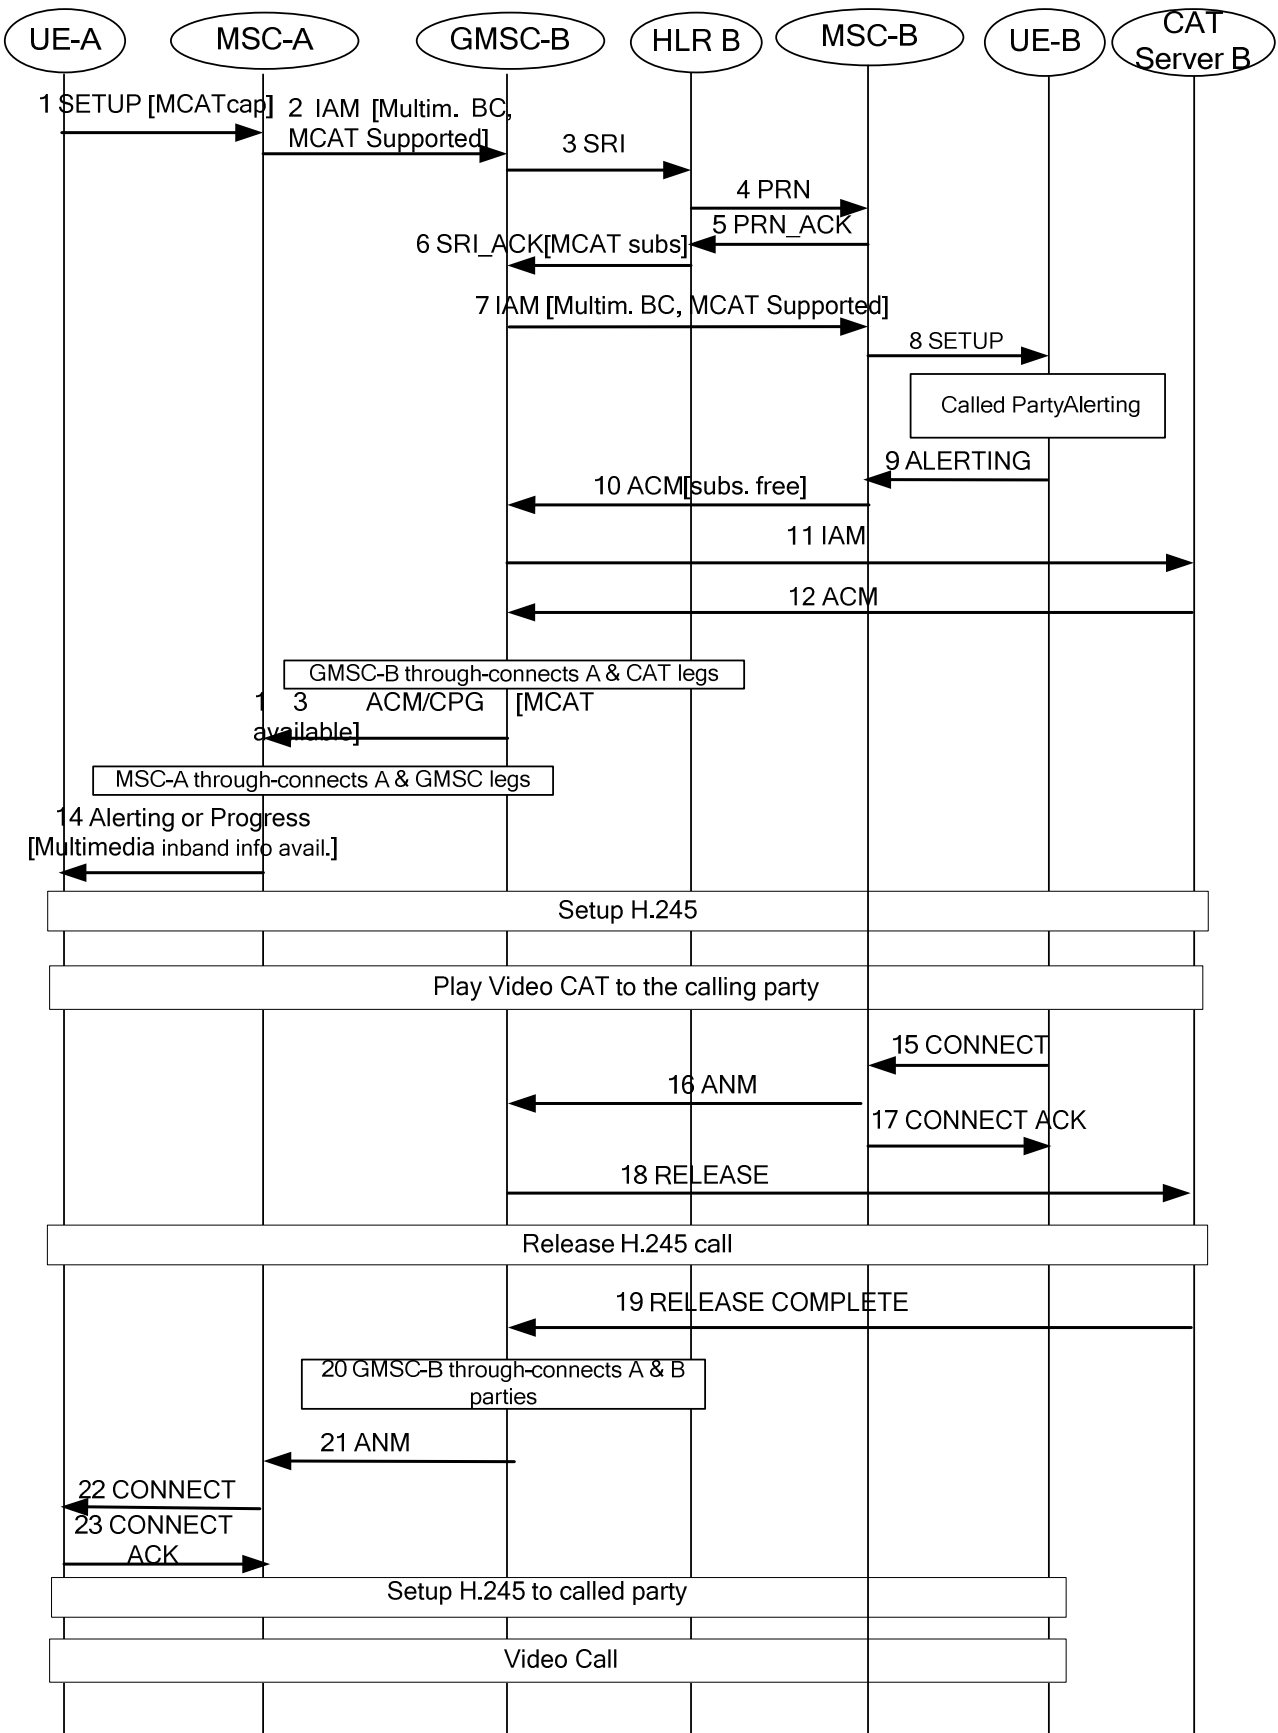 UE-A
MSC-A
GMSC-B
HLR B
MSC-B
UE-B
CAT
Server B
1 SETUP [MCATcap]
2 IAM [Multim. BC,
MCAT Supported]
3 SRI
4 PRN
5 PRN_ACK
6 SRI_ACK[MCAT subs]
7 IAM [Multim. BC, MCAT Supported]
8 SETUP
Called PartyAlerting
9 ALERTING
10 ACM[subs. free]
11 IAM
12 ACM
GMSC-B through-connects A & CAT legs
1 3 ACM/CPG [MCAT
available]
MSC-A through-connects A & GMSC legs
14 Alerting or Progress
[Multimedia inband info avail.]
Setup H.245
Play Video CAT to the calling party
15 CONNECT
16 ANM
17 CONNECT ACK
18 RELEASE
Release H.245 call
19 RELEASE COMPLETE
20 GMSC-B through-connects A & B
parties
21 ANM
22 CONNECT
23 CONNECT
ACK
Setup H.245 to called party
Video Call